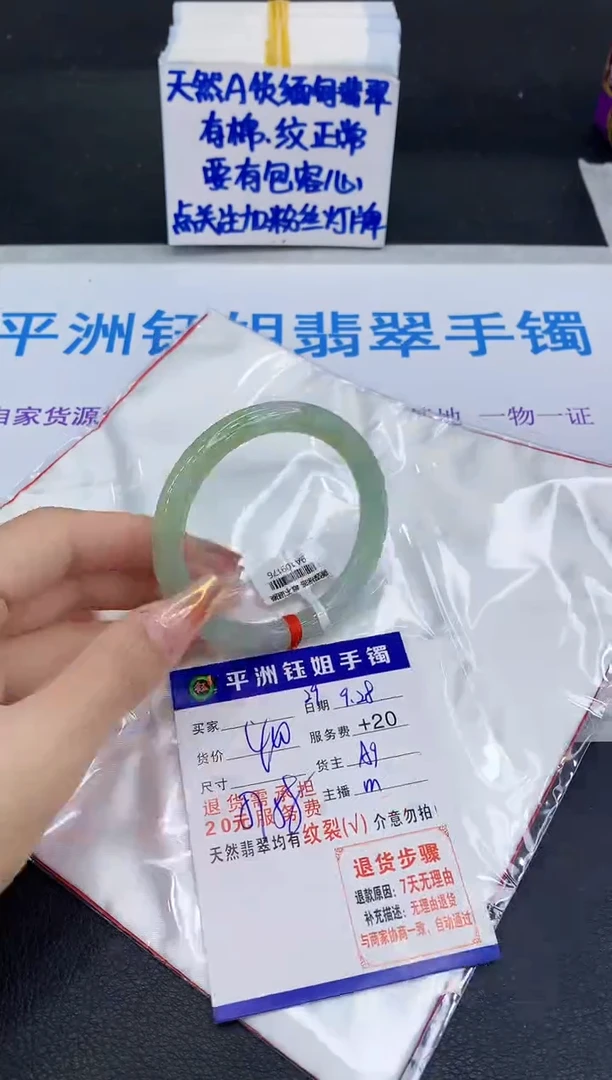 天然A货缅甸翡翠
有棉、纹正常
要有包容心
点关注加粉丝灯牌
平洲钰姐翡翠手镯
自家货源
地 一物一证
平洲钰姐手镯
买家 日期 9.28
货价 服务费 +20
尺寸 货主 A9
退货需承担 主播 m
20元服务费
天然翡翠均有纹裂(√) 介意勿拍!
退货步骤
退款原因:7天无理由
补充描述:无理由退货
与商家协商一致,自动通过